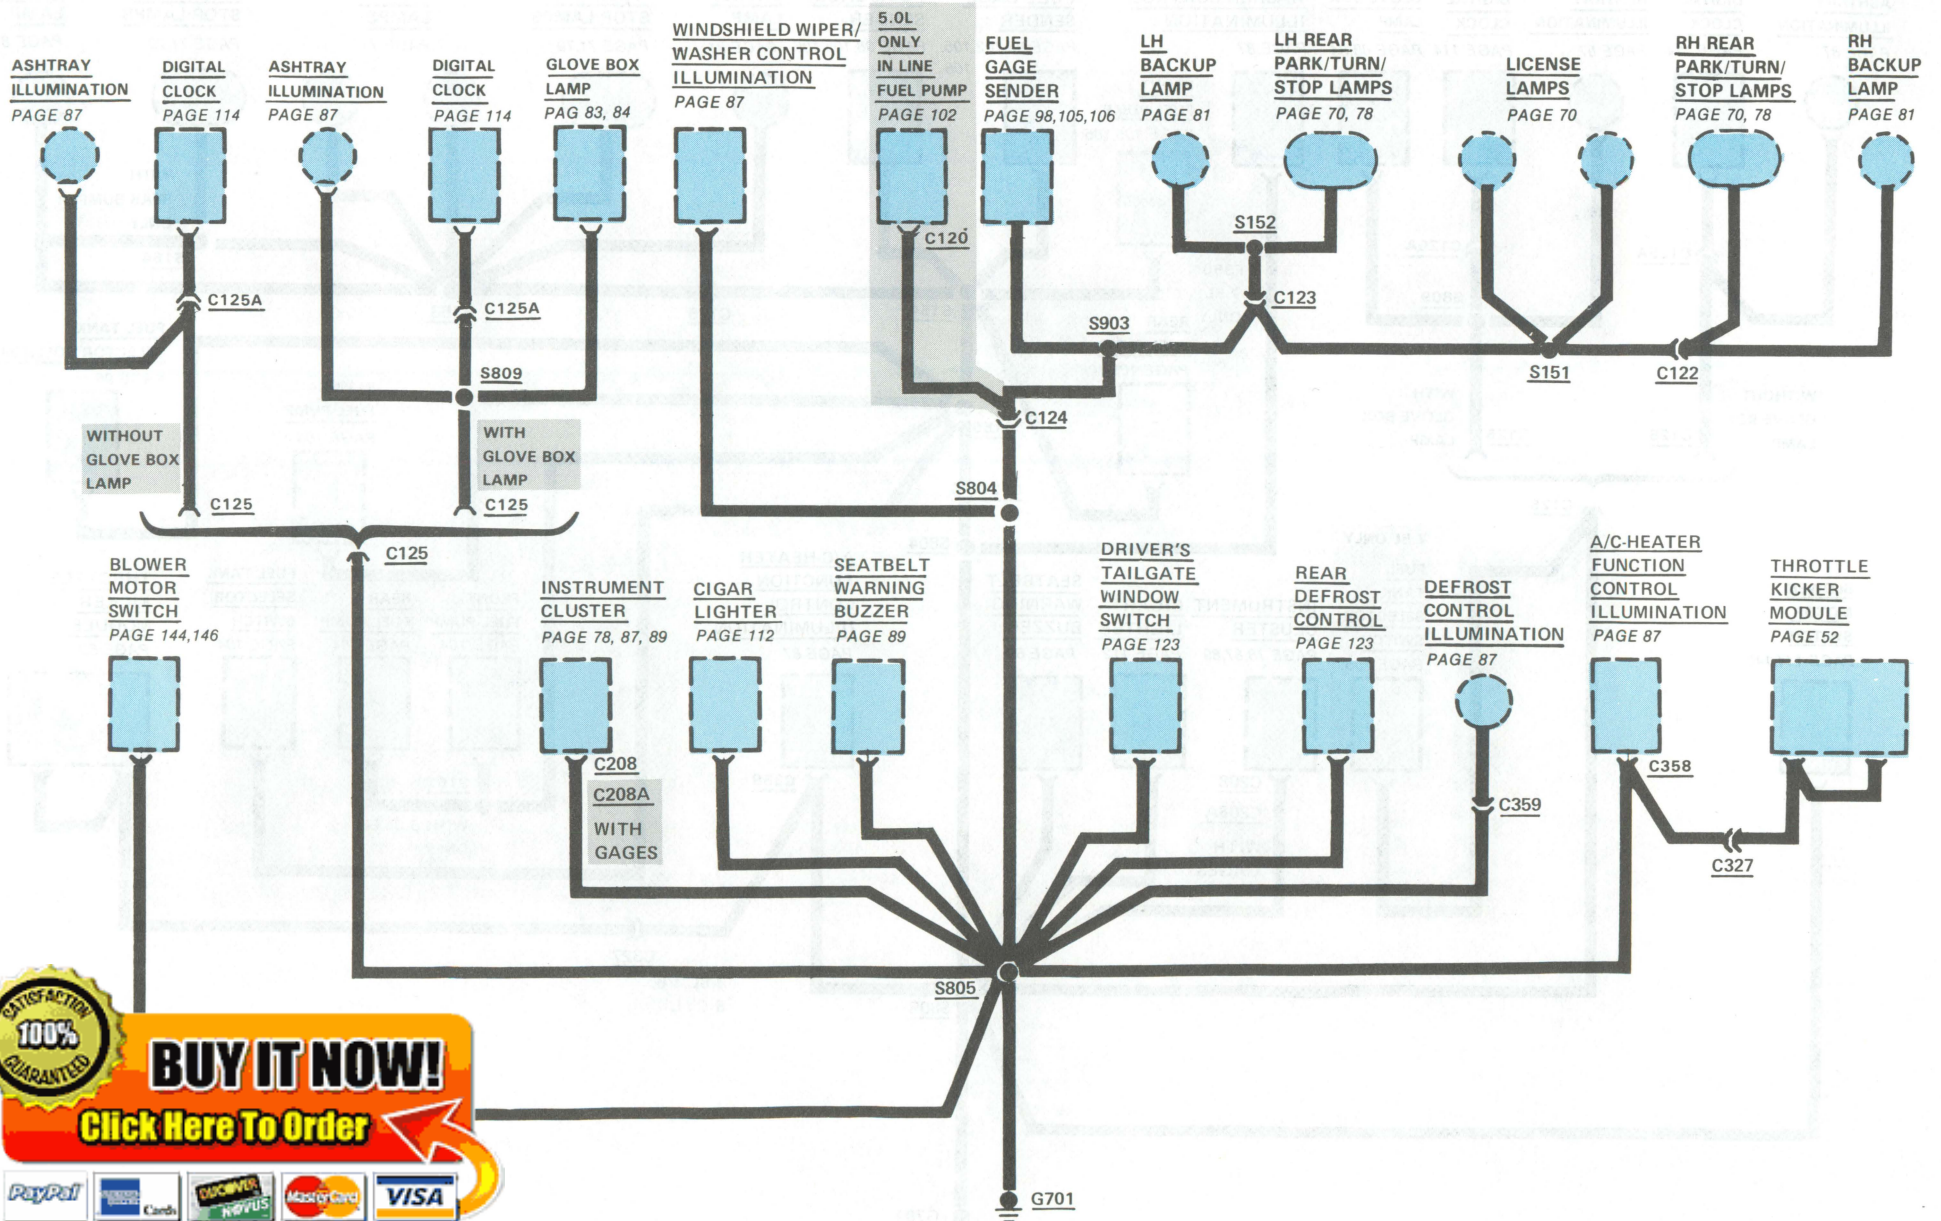 ASHTRAY
ILLUMINATION
PAGE 87
DIGITAL
CLOCK
PAGE 114
ASHTRAY
ILLUMINATION
PAGE 87
DIGITAL
CLOCK
PAGE 114
GLOVE BOX
LAMP
PAG 83, 84
WINDSHIELD WIPER/
WASHER CONTROL
ILLUMINATION
PAGE 87
5.0L
ONLY
IN LINE
FUEL PUMP
PAGE 102
FUEL
GAGE
SENDER
PAGE 98,105,106
LH
BACKUP
LAMP
PAGE 81
LH REAR
PARK/TURN/
STOP LAMPS
PAGE 70, 78
LICENSE
LAMPS
PAGE 70
RH REAR
PARK/TURN/
STOP LAMPS
PAGE 70, 78
RH
BACKUP
LAMP
PAGE 81
C120
S152
C125A
C125A
C123
S903
S809
S151
C122
C124
WITHOUT
GLOVE BOX
LAMP
WITH
GLOVE BOX
LAMP
C125
C125
S804
C125
BLOWER
MOTOR
SWITCH
PAGE 144,146
INSTRUMENT
CLUSTER
PAGE 78, 87, 89
CIGAR
LIGHTER
PAGE 112
SEATBELT
WARNING
BUZZER
PAGE 89
DRIVER'S
TAILGATE
WINDOW
SWITCH
PAGE 123
REAR
DEFROST
CONTROL
PAGE 123
DEFROST
CONTROL
ILLUMINATION
PAGE 87
A/C-HEATER
FUNCTION
CONTROL
ILLUMINATION
PAGE 87
THROTTLE
KICKER
MODULE
PAGE 52
C208
C208A
WITH
GAGES
C358
C359
C327
S805
G701
SATISFACTION
100%
GUARANTEED
BUY IT NOW!
Click Here To Order
PayPal
Cards
DISCOVER
NOVUS
MasterCard
VISA